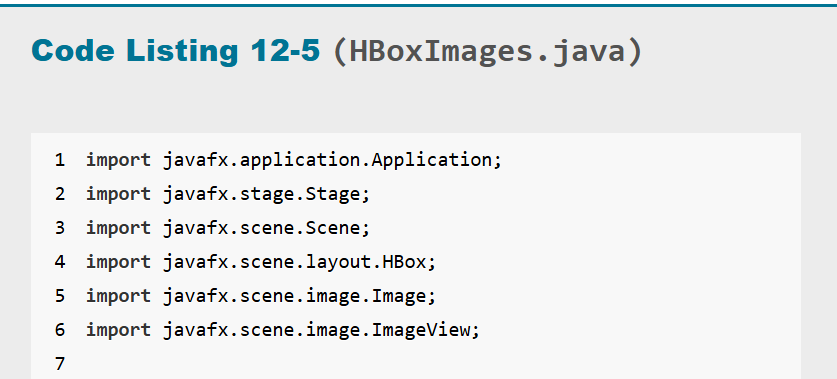 Code Listing 12-5 (HBoxImages.java)
1 import javafx.application.Application;
2 import javafx.stage.Stage;
3 import javafx.scene.Scene;
4 import javafx.scene.layout.HBox;
5 import javafx.scene.image.Image;
6 import javafx.scene.image.ImageView;
7